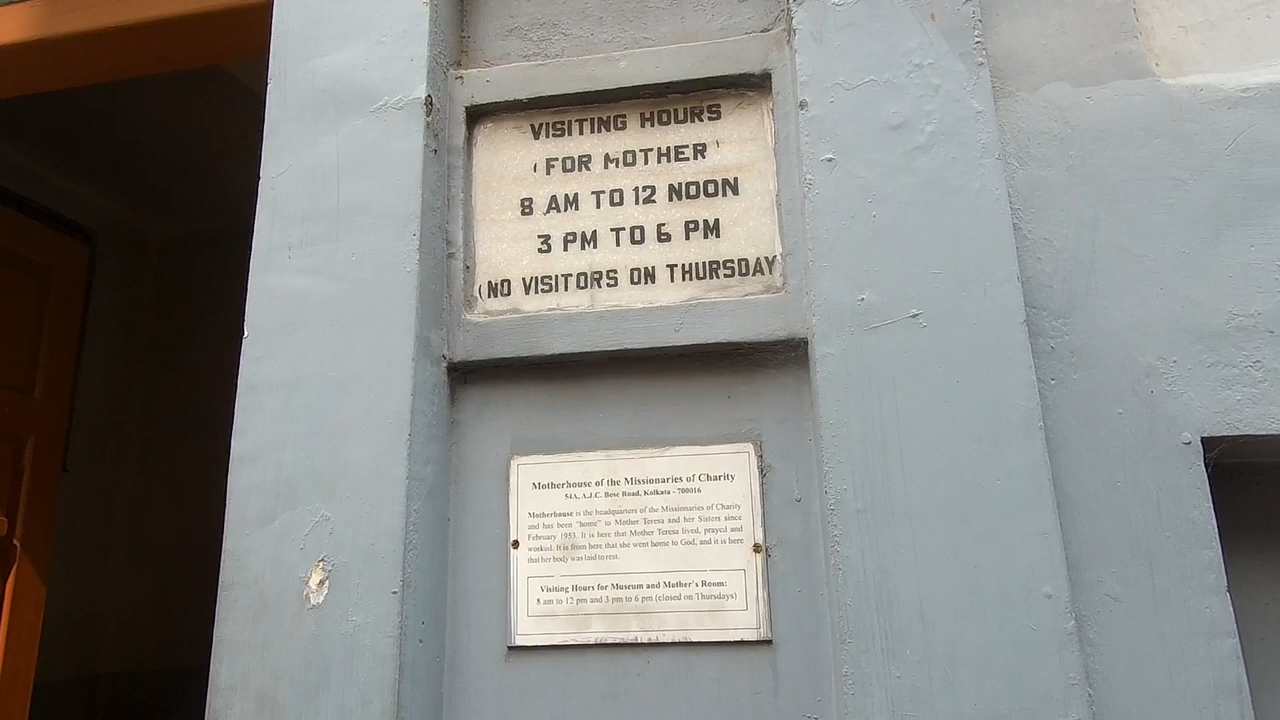 VISITING HOURS
(FOR MOTHER)
8 AM TO 12 NOON
3 PM TO 6 PM
(NO VISITORS ON THURSDAY
Motherhouse of the Missionaries of Charity
54A, A.J.C. Bose Road, Kolkata - 700016
Motherhouse is the headquarters of the Missionaries of Charity
and has been "home" to Mother Teresa and her Sisters since
February 1953. It is here that Mother Teresa lived, prayed and
worked. It is from here that she went home to God, and it is here
that her body was laid to rest.
Visiting Hours for Museum and Mother's Room:
8 am to 12 pm and 3 pm to 6 pm (closed on Thursdays)